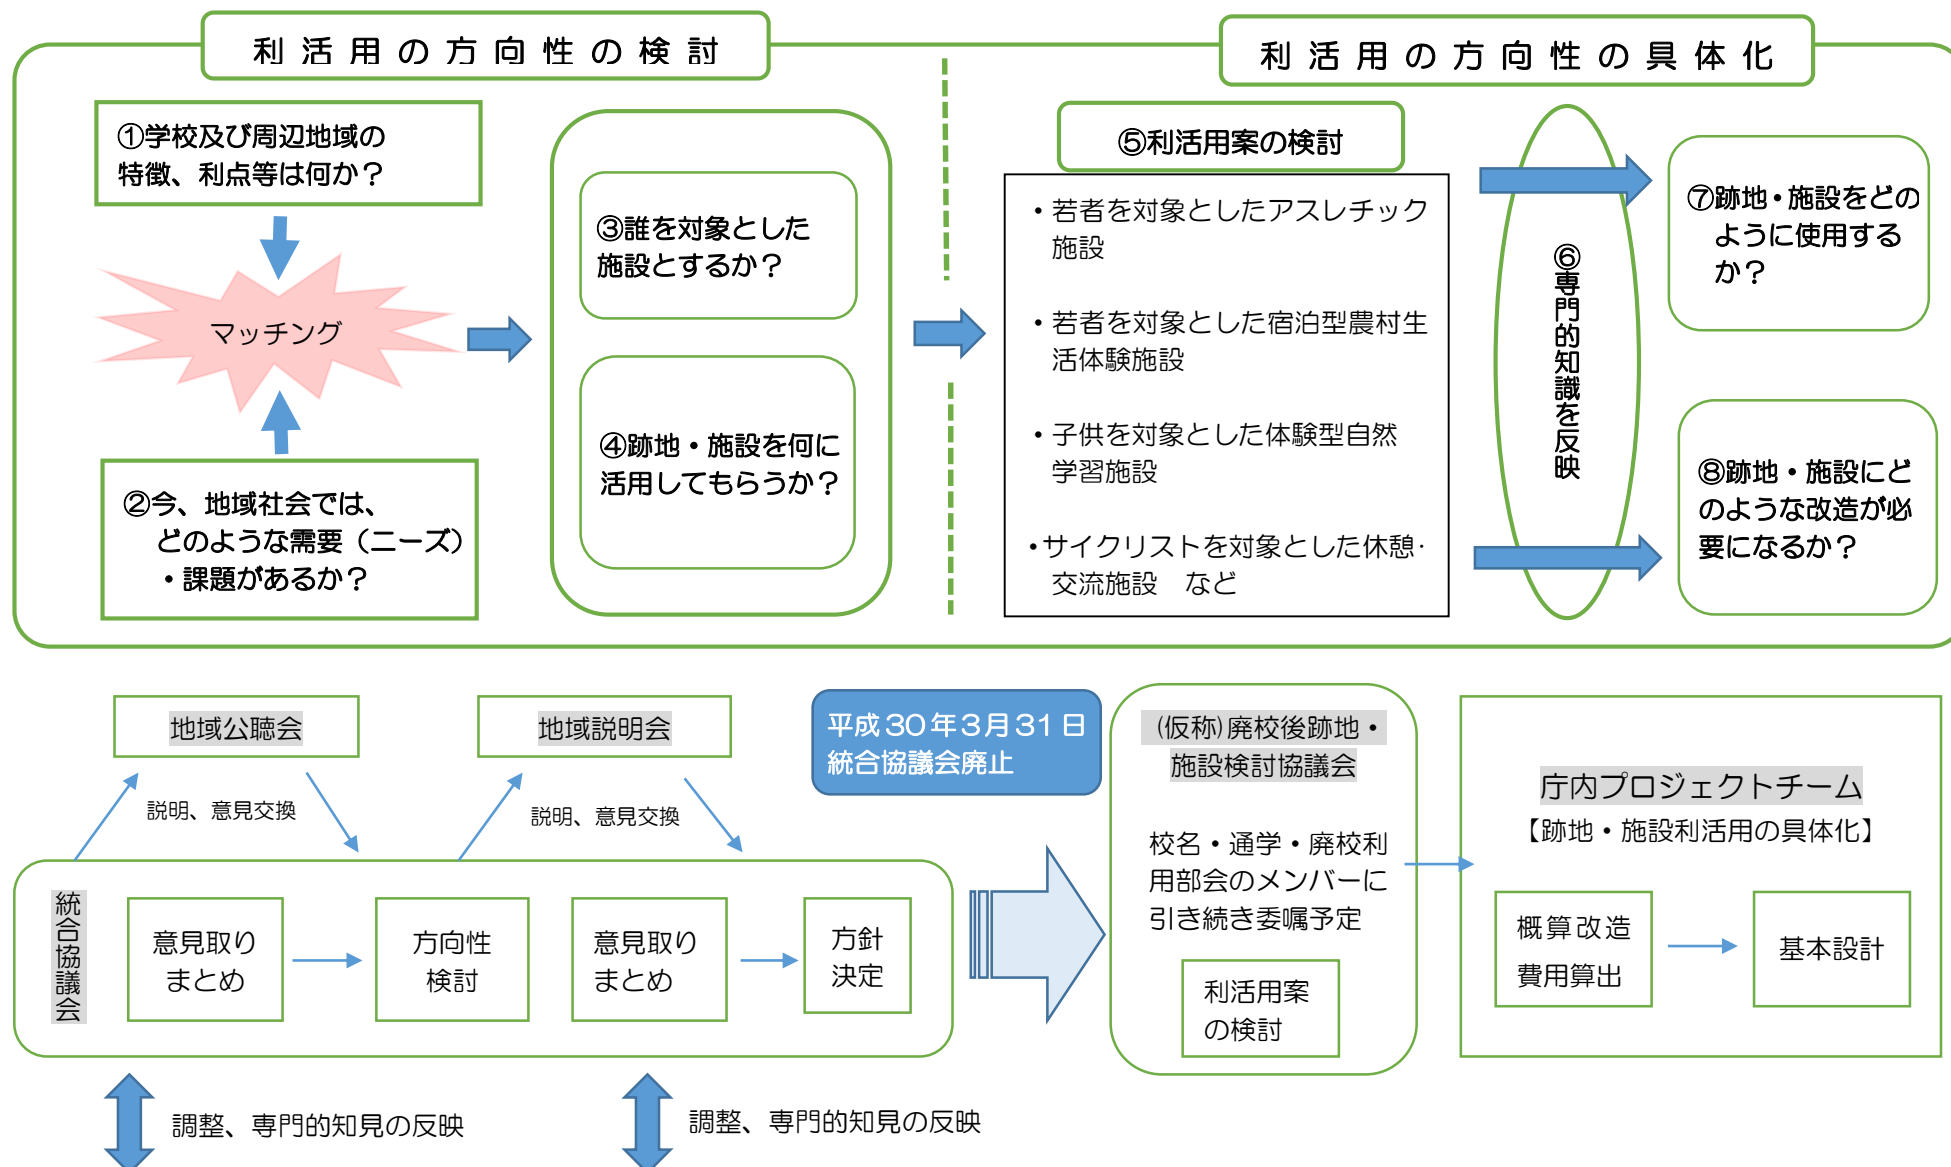 利活用の方向性の検討
①学校及び周辺地域の
特徴、利点等は何か？
マッチング
②今、地域社会では、
どのような需要（ニーズ）
・課題があるか？
③誰を対象とした
施設とするか？
④跡地・施設を何に
活用してもらうか？
利活用の方向性の具体化
⑤利活用案の検討
・若者を対象としたアスレチック
施設
・若者を対象とした宿泊型農村生
活体験施設
・子供を対象とした体験型自然
学習施設
・サイクリストを対象とした休憩・
交流施設　など
⑥専門的知識を反映
⑦跡地・施設をどの
ように使用する
か？
⑧跡地・施設にど
のような改造が必
要になるか？
地域公聴会
説明、意見交換
地域説明会
説明、意見交換
平成３０年３月３１日
統合協議会廃止
統合協議会
意見取り
まとめ
方向性
検討
意見取り
まとめ
方針
決定
(仮称)廃校後跡地・
施設検討協議会
校名・通学・廃校利
用部会のメンバーに
引き続き委嘱予定
利活用案
の検討
庁内プロジェクトチーム
【跡地・施設利活用の具体化】
概算改造
費用算出
基本設計
調整、専門的知見の反映
調整、専門的知見の反映